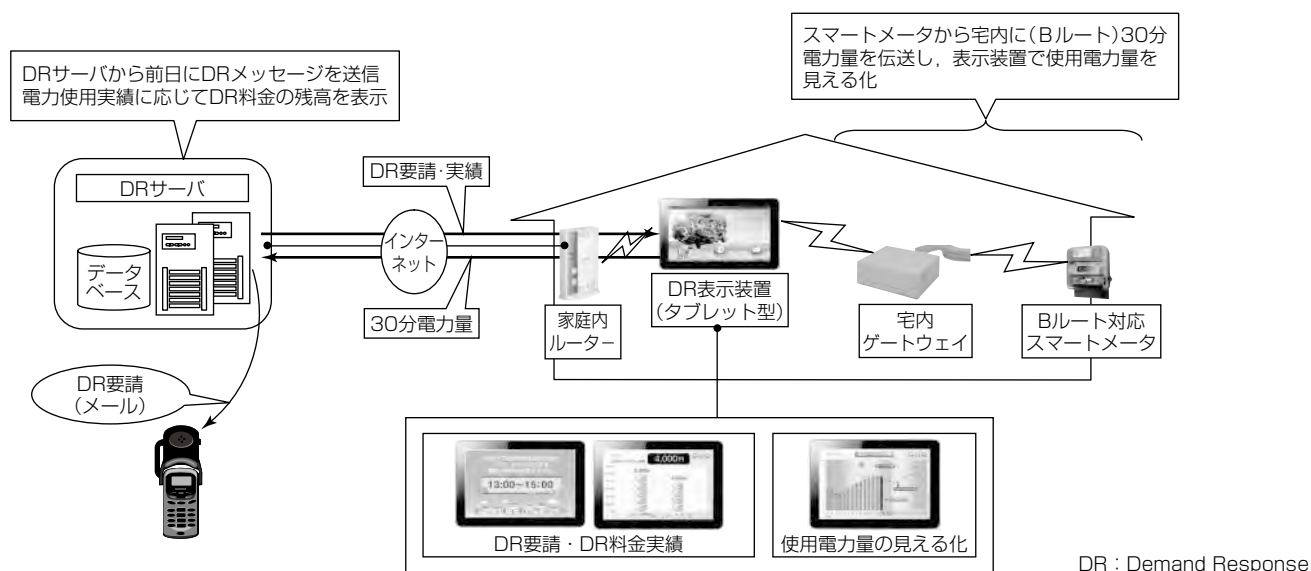 スマートメータから宅内に(Bルート)30分
電力量を伝送し，表示装置で使用電力量を
見える化
DRサーバから前日にDRメッセージを送信
電力使用実績に応じてDR料金の残高を表示
DRサーバ
データ
ベース
DR要請・実績
インター
ネット
30分電力量
家庭内
ルーター
DR表示装置
(タブレット型)
宅内
ゲートウェイ
Bルート対応
スマートメータ
DR要請
(メール)
13:00~15:00
4,000円
DR要請・DR料金実績
使用電力量の見える化
DR：Demand Response